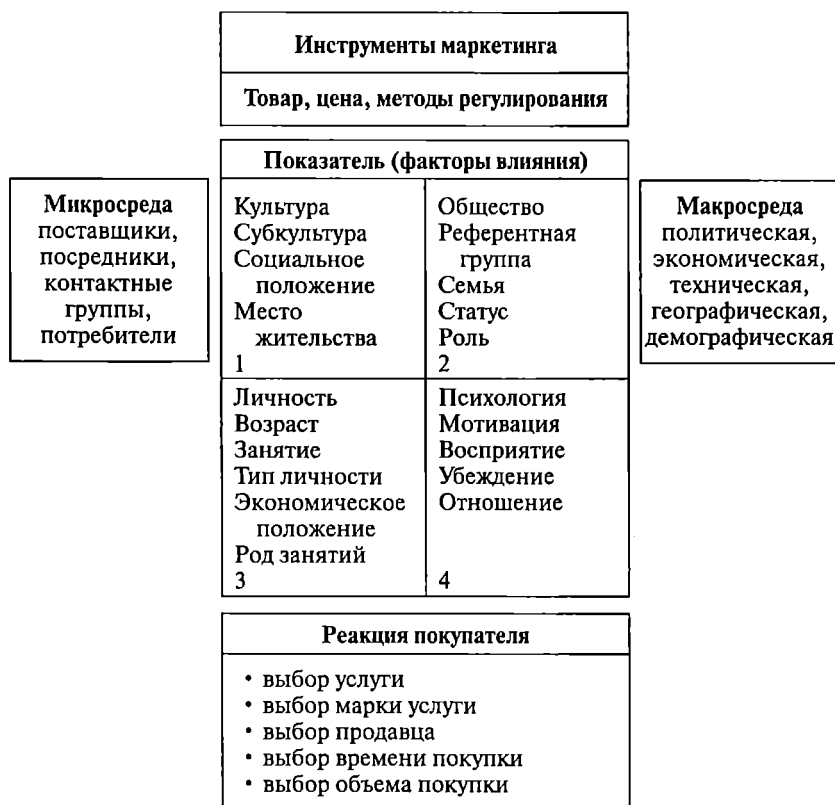 Инструменты маркетинга
Товар, цена, методы регулирования
Показатель (факторы влияния)
Микросреда
поставщики,
посредники,
контактные
группы,
потребители
Культура
Субкультура
Социальное
положение
Место
жительства
1
Общество
Референтная
группа
Семья
Статус
Роль
2
Личность
Возраст
Занятие
Тип личности
Экономическое
положение
Род занятий
3
Психология
Мотивация
Восприятие
Убеждение
Отношение
4
Макросреда
политическая,
экономическая,
техническая,
географическая,
демографическая
Реакция покупателя
• выбор услуги
• выбор марки услуги
• выбор продавца
• выбор времени покупки
• выбор объема покупки